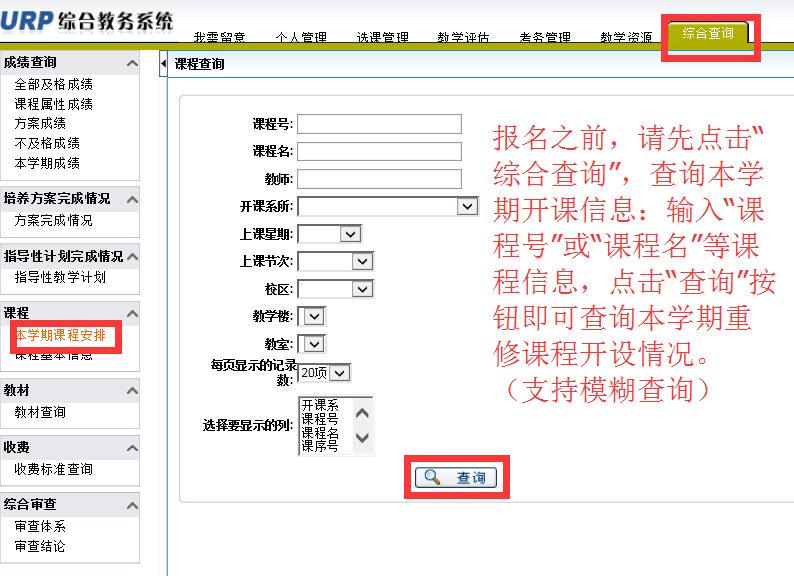 URP综合教务系统
我需留意 个人管理 选课管理 教学评估 考务管理 教学资源 综合查询
成绩查询
全部及格成绩
课程属性成绩
方案成绩
不及格成绩
本学期成绩
培养方案完成情况
方案完成情况
指导性计划完成情况
指导性教学计划
课程
本学期课程安排
课程基本信息
教材
教材查询
收费
收费标准查询
综合审查
审查体系
审查结论
课程查询
课程号:
课程名:
教师:
开课系所:
上课星期:
上课节次:
校区:
教学楼:
教室:
每页显示的记录
数: 20项
选择要显示的列:
开课系
课程号
课程名
课序号
查询
报名之前，请先点击“
综合查询”，查询本学
期开课信息：输入“课
程号”或“课程名”等课
程信息，点击“查询”按
钮即可查询本学期重
修课程开设情况。
（支持模糊查询）